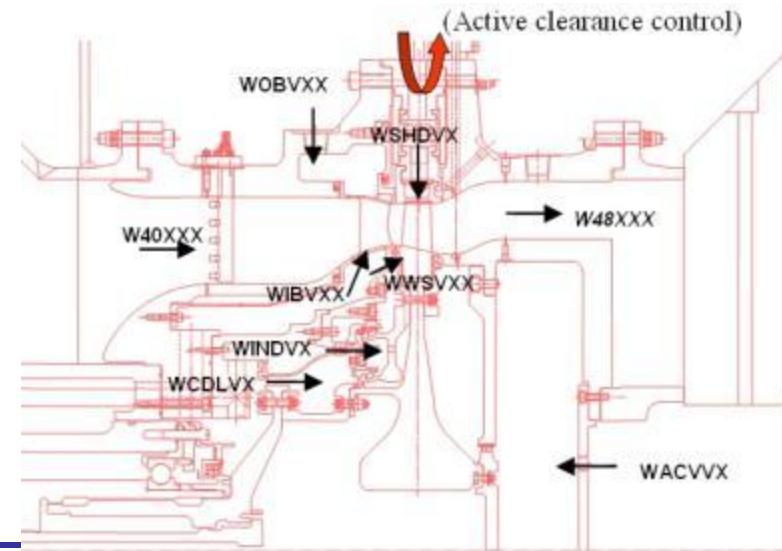 (Active clearance control)
WOBVXX
WSHDVX
W40XXX
W48XXX
WIBVXX
WWSVXX
WINDVX
WCDLVX
WACVVX